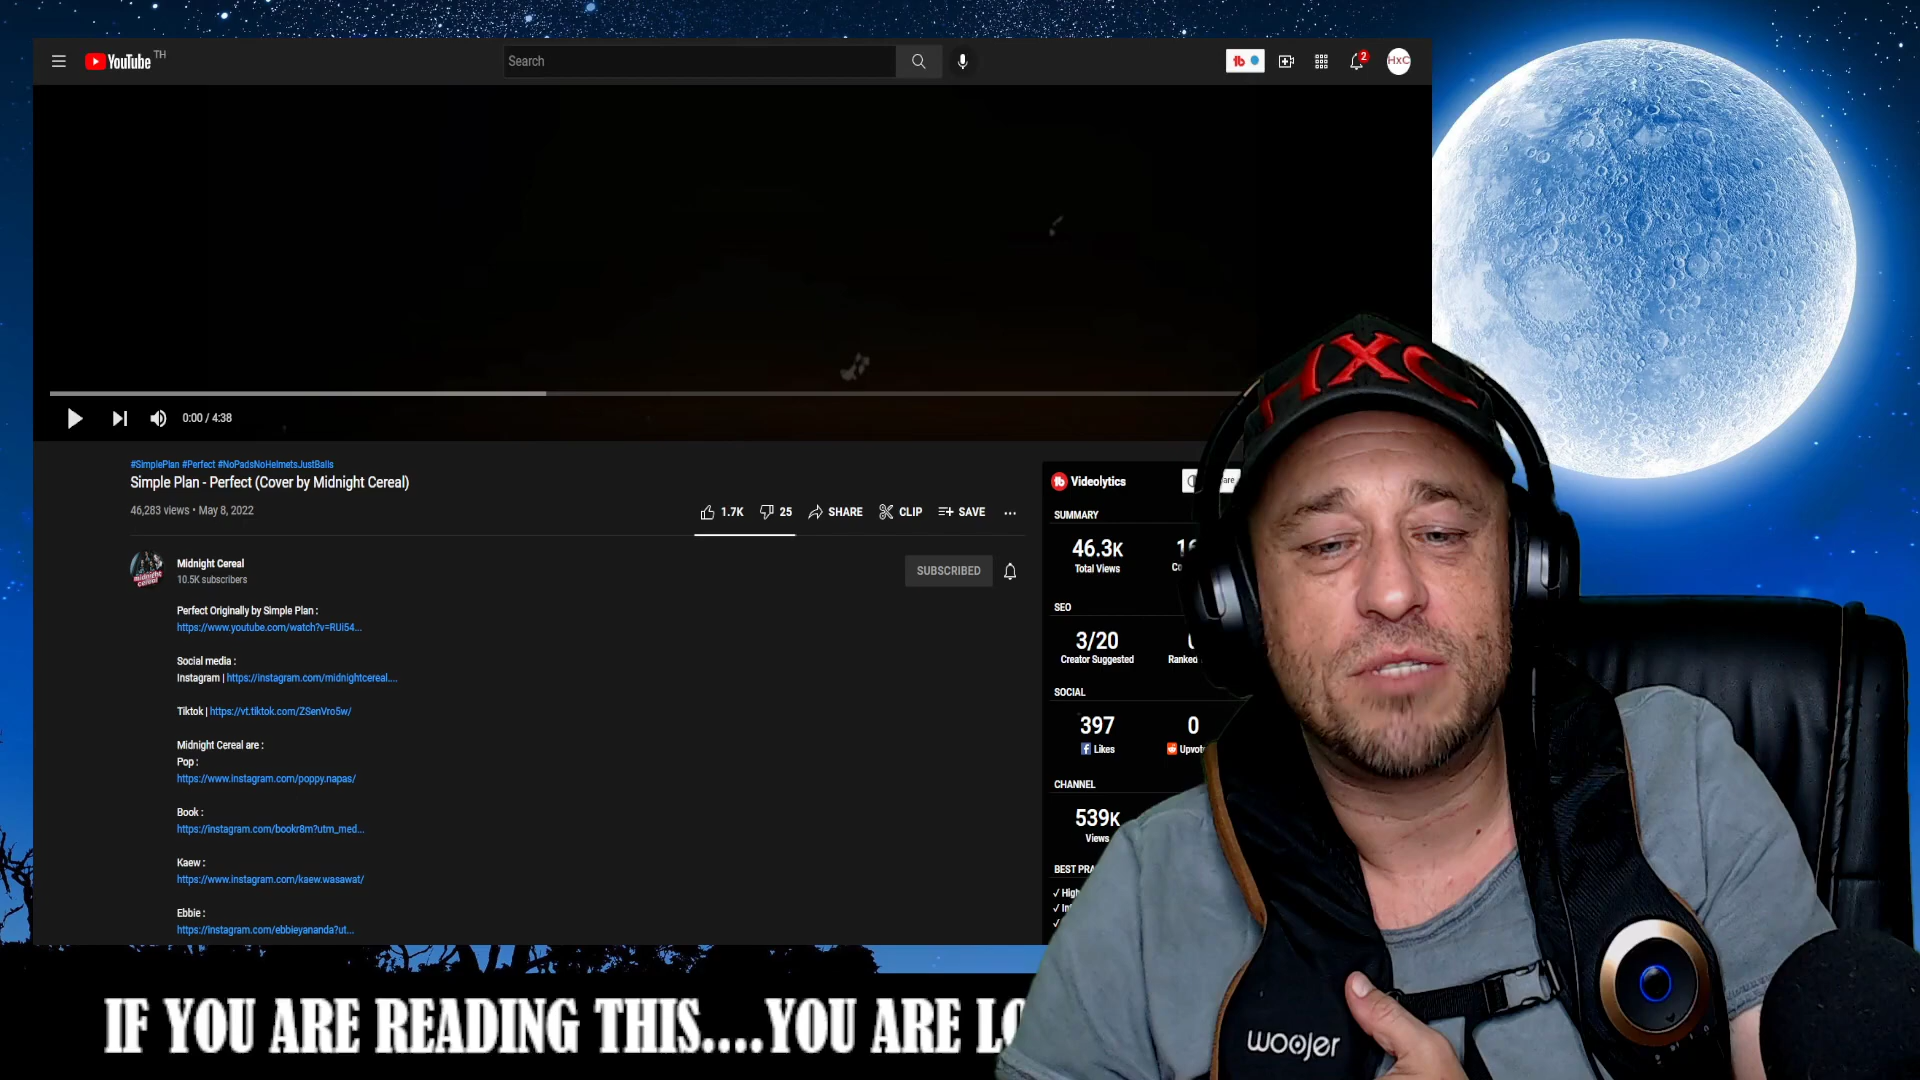 YouTube TH
Search
2
HXC
0:00 / 4:38
#SimplePlan #Perfect #NoPadsNoHelmetsJustBalls
Simple Plan - Perfect (Cover by Midnight Cereal)
46,283 views • May 8, 2022
1.7K
25
SHARE
CLIP
SAVE
Midnight Cereal
10.5K subscribers
SUBSCRIBED
midnight
cereal
Perfect Originally by Simple Plan :
https://www.youtube.com/watch?v=RUi54...
Social media :
Instagram | https://instagram.com/midnightcereal....
Tiktok | https://vt.tiktok.com/ZSenVro5w/
Midnight Cereal are :
Pop :
https://www.instagram.com/poppy.napas/
Book :
https://instagram.com/bookr8m?utm_med...
Kaew :
https://www.instagram.com/kaew.wasawat/
Ebbie :
https://instagram.com/ebbieyananda?ut...
Videolytics
SUMMARY
46.3K
Total Views
SEO
3/20
Creator Suggested
Ranked
SOCIAL
397
0
Likes
CHANNEL
539K
Views
HXC
woojer
IF YOU ARE READING THIS....YOU ARE